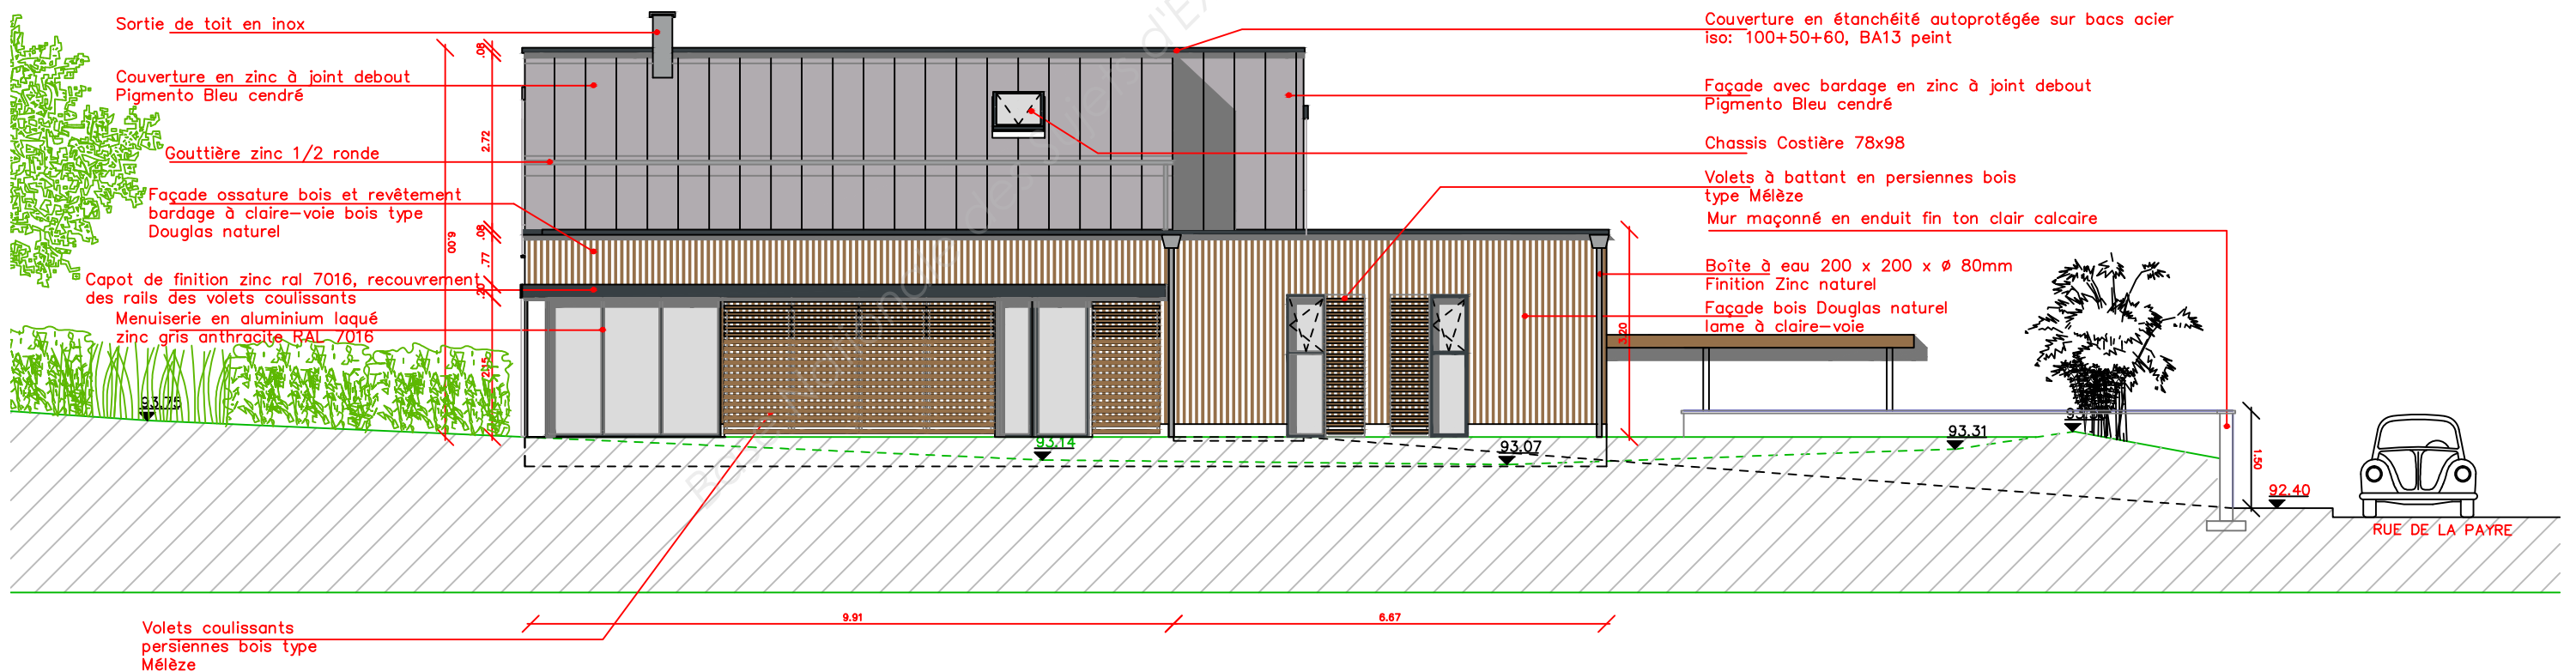 Sortie de toit en inox
Couverture en zinc à joint debout
Pigmento Bleu cendré
Gouttière zinc 1/2 ronde
Façade ossature bois et revêtement
bardage à claire-voie bois type
Douglas naturel
Capot de finition zinc ral 7016, recouvrement
des rails des volets coulissants
Menuiserie en aluminium laqué
zinc gris anthracite RAL 7016
93.75
6.00
.08
2.72
.08
.77
.20
2.15
Couverture en étanchéité autoprotégée sur bacs acier
iso: 100+50+60, BA13 peint
Façade avec bardage en zinc à joint debout
Pigmento Bleu cendré
Chassis Costière 78x98
Volets à battant en persiennes bois
type Mélèze
Mur maçonné en enduit fin ton clair calcaire
Boîte à eau 200 x 200 x Ø 80mm
Finition Zinc naturel
Façade bois Douglas naturel
lame à claire-voie
3.20
93.14
93.07
93.31
1.50
92.40
RUE DE LA PAYRE
9.91
6.67
Volets coulissants
persiennes bois type
Mélèze